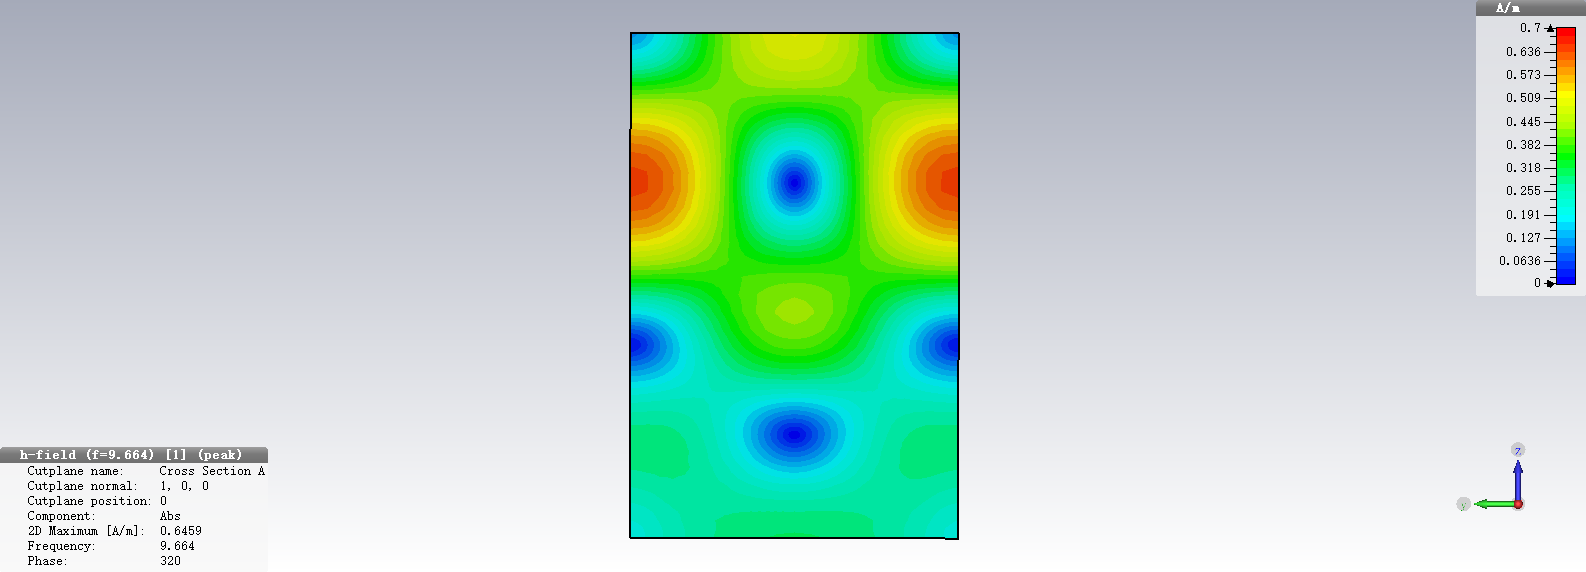 A/m
0.7
0.636
0.573
0.509
0.445
0.382
0.318
0.255
0.191
0.127
0.0636
0
h-field (f=9.664) [1] (peak)
Cutplane name: Cross Section A
Cutplane normal: 1, 0, 0
Cutplane position: 0
Component: Abs
2D Maximum [A/m]: 0.6459
Frequency: 9.664
Phase: 320
z
y